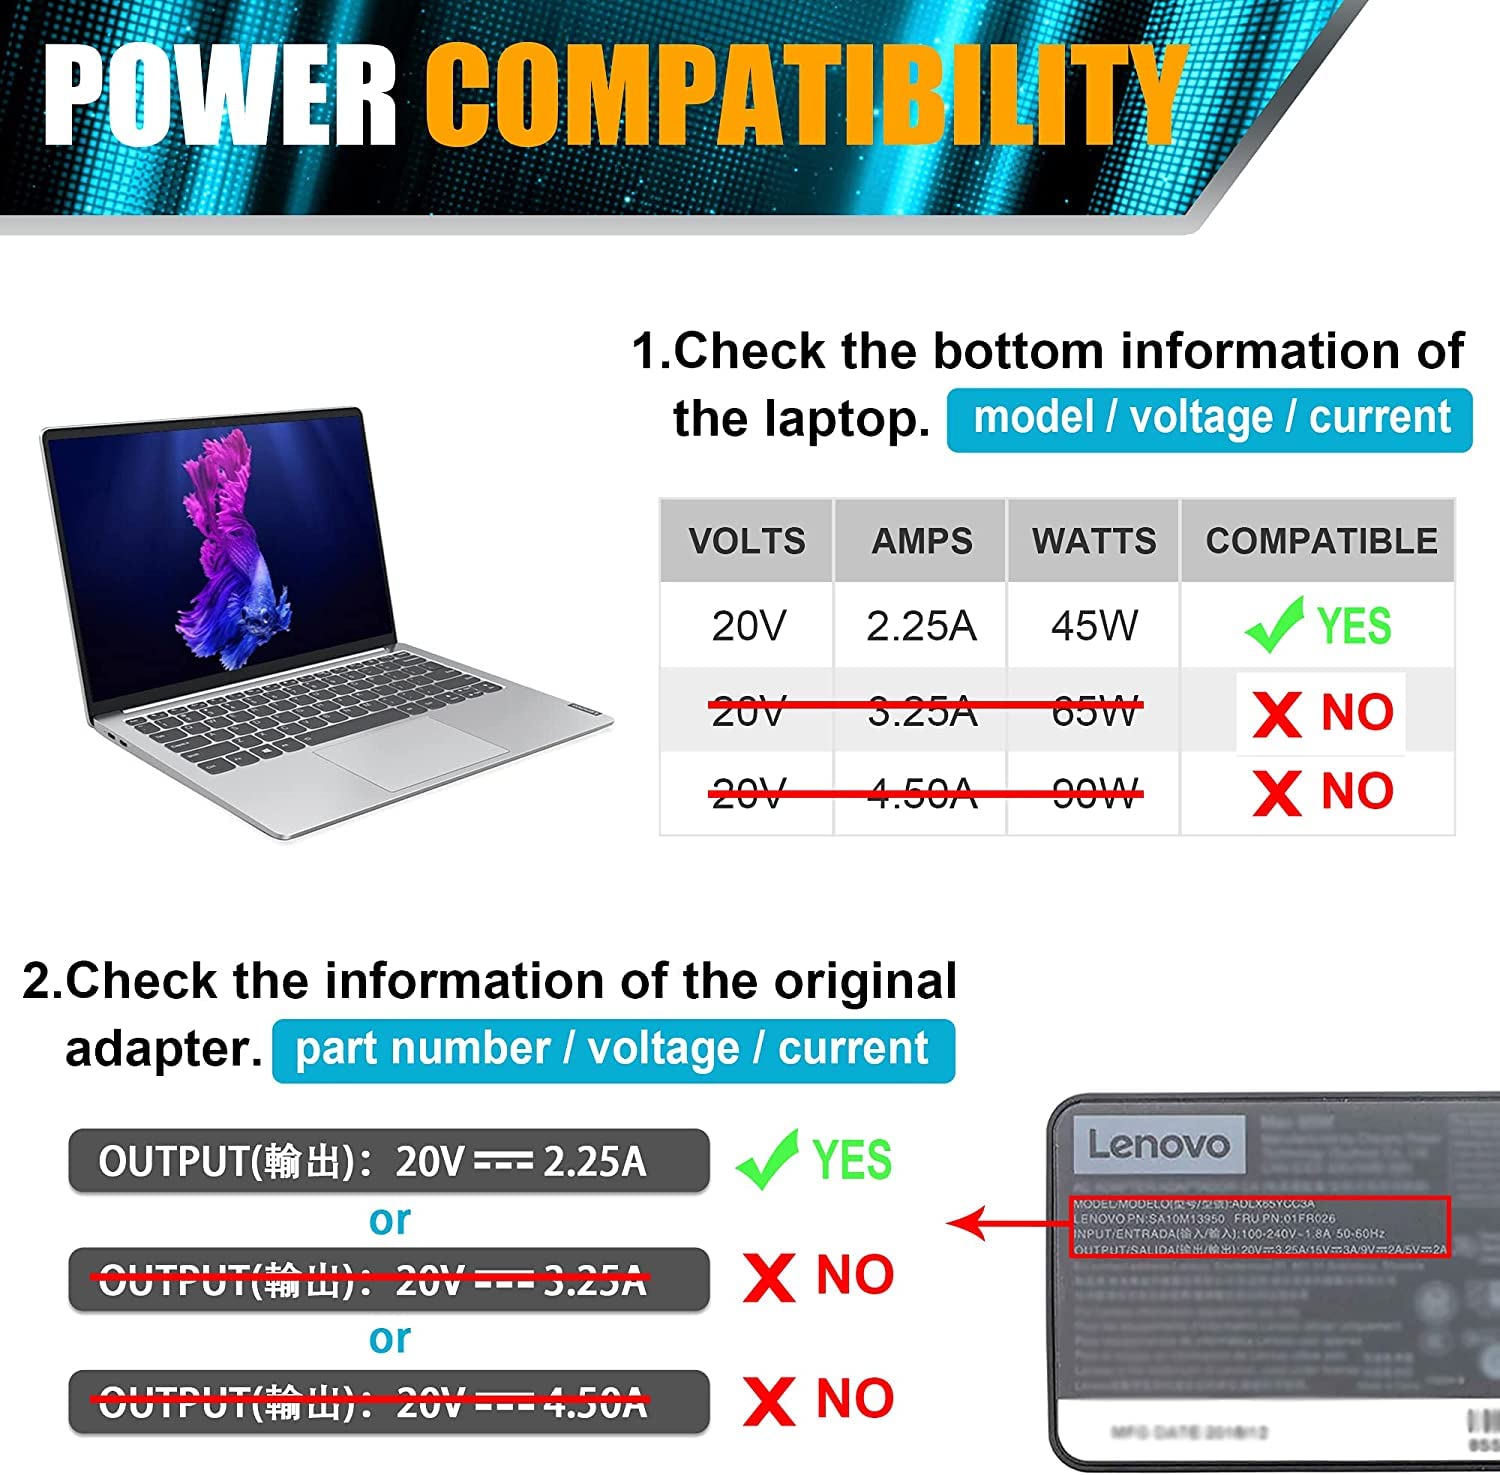 POWER COMPATIBILITY
1.Check the bottom information of
the laptop. model / voltage / current
VOLTS AMPS WATTS COMPATIBLE
20V 2.25A 45W YES
20V 3.25A 65W NO
20V 4.50A 90W NO
2.Check the information of the original
adapter. part number / voltage / current
OUTPUT(輸出): 20V⎓2.25A YES
or
OUTPUT(輸出): 20V⎓3.25A NO
or
OUTPUT(輸出): 20V⎓4.50A NO
Lenovo
MODEL/MODELO(型号/型號):ADLX65YCC3A
LENOVO PN:SA10M13950 FRU PN:01FR026
INPUT/ENTRADA(输入/輸入):100-240V~1.8A 50-60Hz
OUTPUT/SALIDA(输出/輸出):20V⎓3.25A/15V⎓3A/9V⎓2A/5V⎓2A
MFG DATE:2018/12